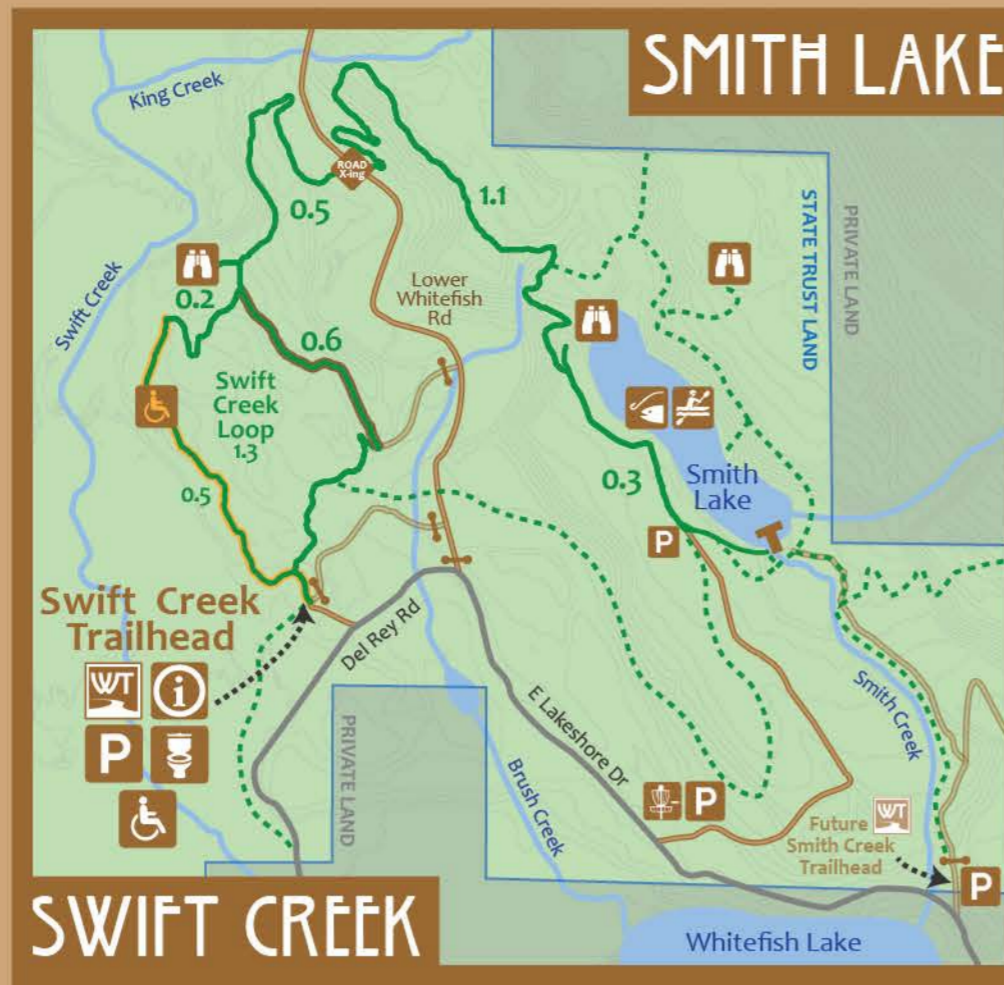 SMITH LAKE
King Creek
ROAD
X-ing
0.5
1.1
STATE TRUST LAND
PRIVATE LAND
Swift Creek
Lower
Whitefish
Rd
0.2
0.6
Swift
Creek
Loop
1.3
0.5
0.3
Smith
Lake
P
Swift Creek
Trailhead
WT
i
P
Del Rey Rd
PRIVATE LAND
E Lakeshore Dr
Brush Creek
Smith Creek
P
WT
Future
Smith Creek
Trailhead
P
SWIFT CREEK
Whitefish Lake